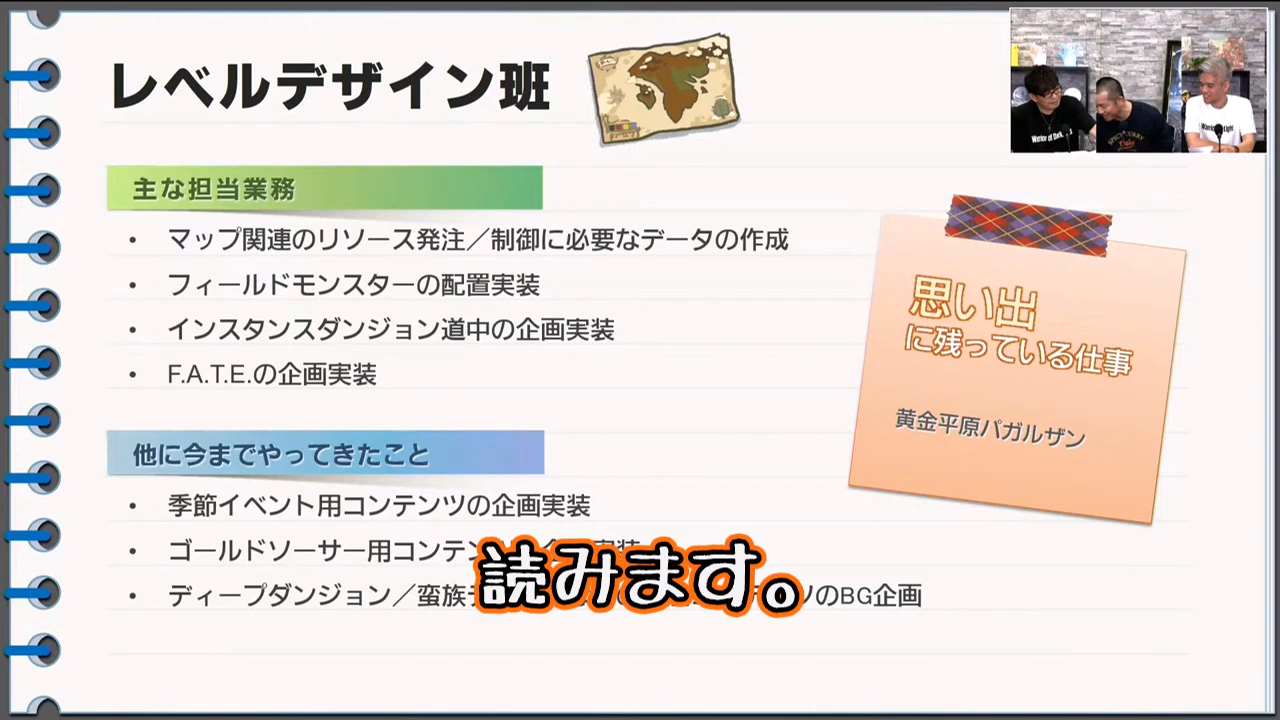 レベルデザイン班
主な担当業務
• マップ関連のリソース発注／制御に必要なデータの作成
• フィールドモンスターの配置実装
• インスタンスダンジョン道中の企画実装
• F.A.T.E.の企画実装
思い出
に残っている仕事
黄金平原パガルザン
他に今までやってきたこと
• 季節イベント用コンテンツの企画実装
• ゴールドソーサー用コンテン
• ディープダンジョン／蛮族
のBG企画
読みます。